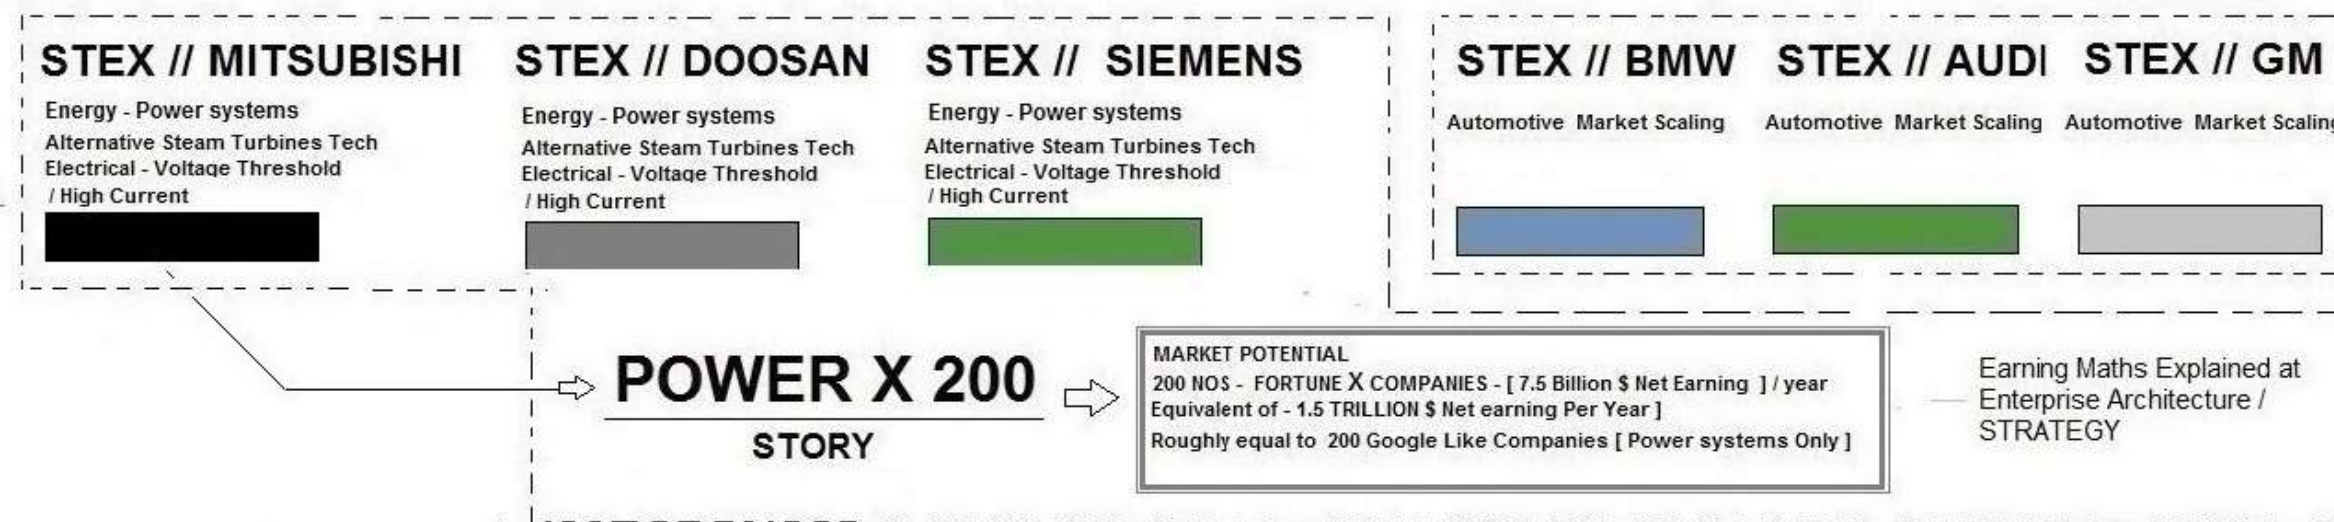 STEX // MITSUBISHI
Energy - Power systems
Alternative Steam Turbines Tech
Electrical - Voltage Threshold
/ High Current
STEX // DOOSAN
Energy - Power systems
Alternative Steam Turbines Tech
Electrical - Voltage Threshold
/ High Current
STEX // SIEMENS
Energy - Power systems
Alternative Steam Turbines Tech
Electrical - Voltage Threshold
/ High Current
STEX // BMW
Automotive Market Scaling
STEX // AUDI
Automotive Market Scaling
STEX // GM
Automotive Market Scaling
POWER X 200
STORY
MARKET POTENTIAL
200 NOS - FORTUNE X COMPANIES - [ 7.5 Billion $ Net Earning ] / year
Equivalent of - 1.5 TRILLION $ Net earning Per Year ]
Roughly equal to 200 Google Like Companies [ Power systems Only ]
Earning Maths Explained at
Enterprise Architecture /
STRATEGY